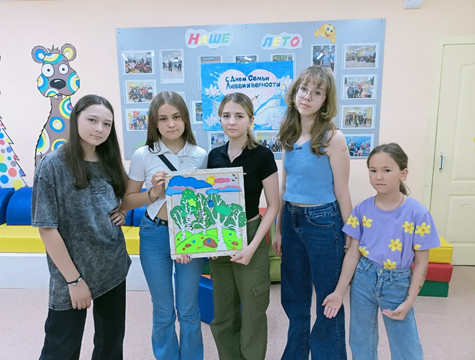 НАШЕ ЛЕТО
С Днем Семьи
Любви и верности